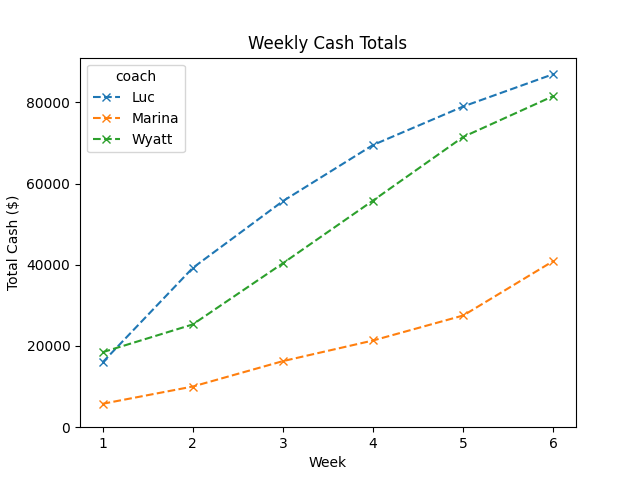 Weekly Cash Totals
coach
Luc
Marina
Wyatt
Total Cash ($)
80000
60000
40000
20000
0
1 2 3 4 5 6
Week